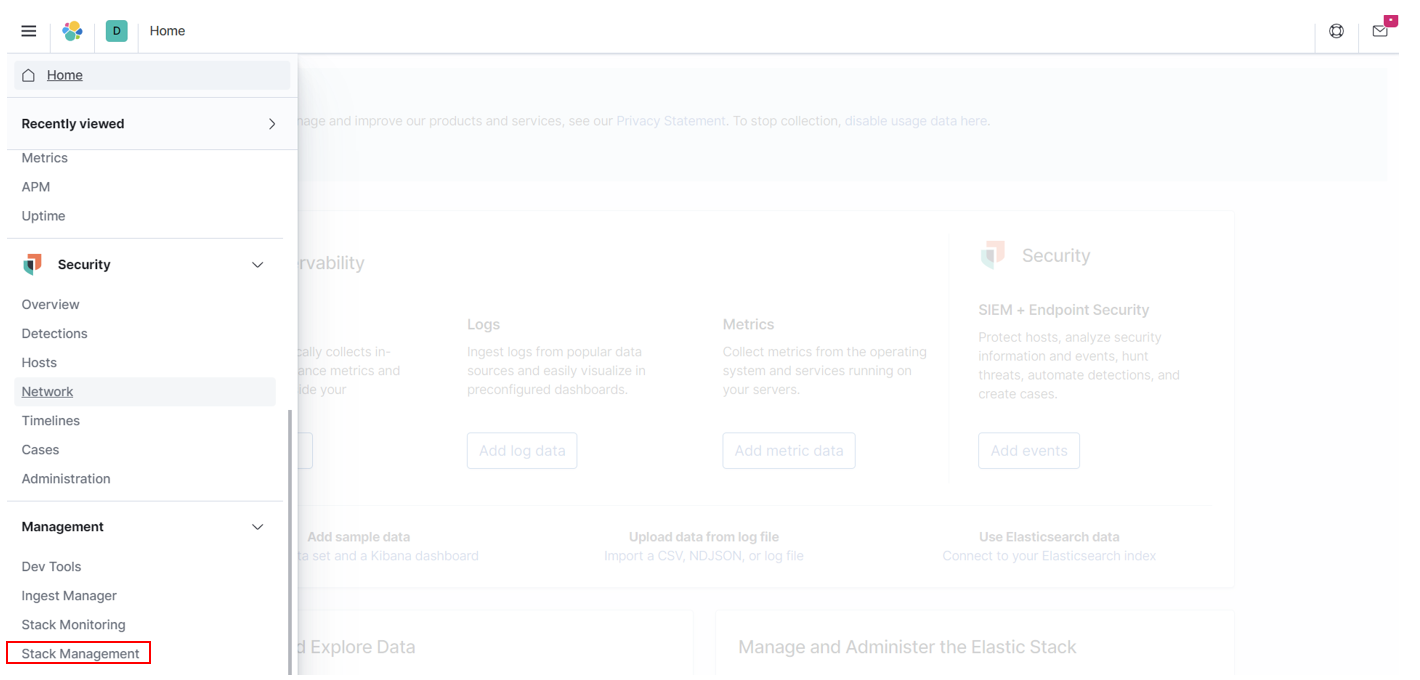 D Home
Home
Recently viewed
Metrics
APM
Uptime
Security
Overview
Detections
Hosts
Network
Timelines
Cases
Administration
Management
Dev Tools
Ingest Manager
Stack Monitoring
Stack Management
and improve our products and services, see our Privacy Statement. To stop collection, disable usage data here.
Security
Logs
Ingest logs from popular data
sources and easily visualize in
preconfigured dashboards.
Add log data
Metrics
Collect metrics from the operating
system and services running on
your servers.
Add metric data
SIEM + Endpoint Security
Protect hosts, analyze security
information and events, hunt
threats, automate detections, and
create cases.
Add events
collects in-
metrics and
your
Add sample data
set and a Kibana dashboard
Upload data from log file
Import a CSV, NDJSON, or log file
Use Elasticsearch data
Connect to your Elasticsearch index
Explore Data
Manage and Administer the Elastic Stack